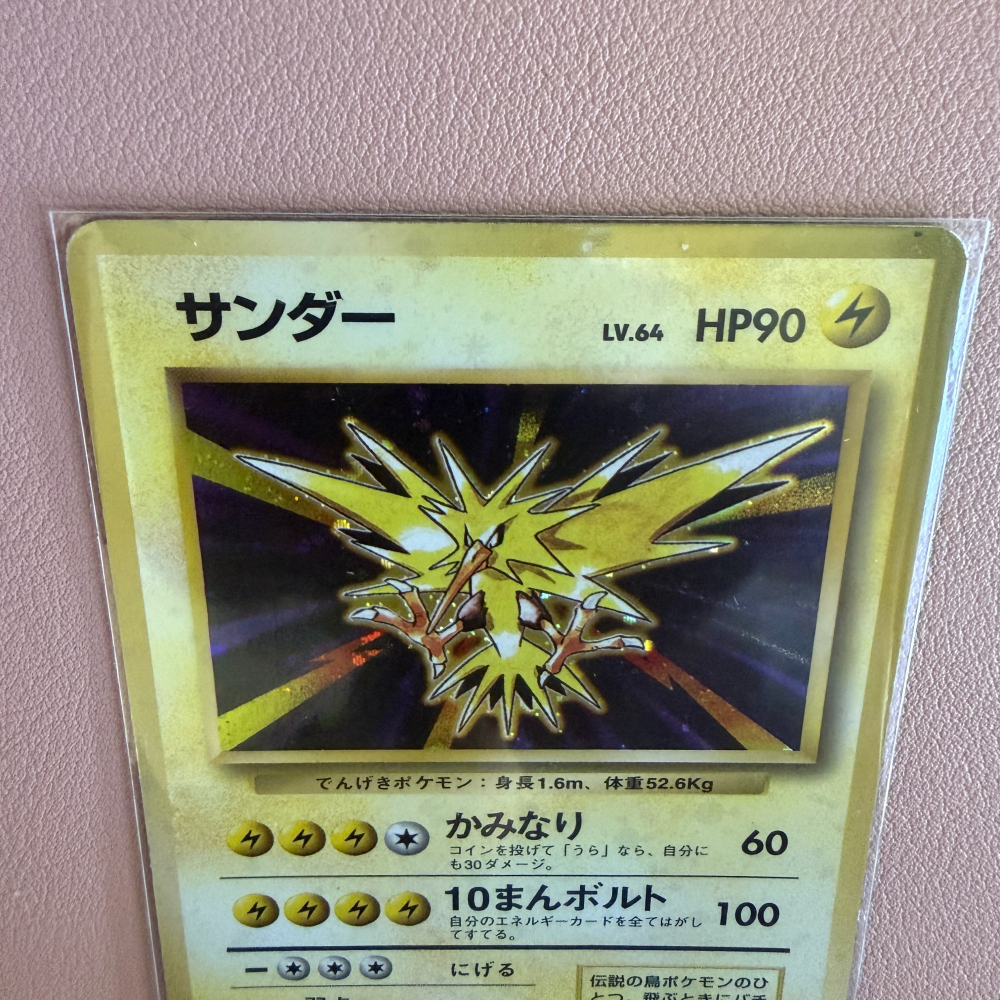 サンダー LV.64 HP90
でんげきポケモン：身長1.6m、体重52.6Kg
かみなり 60
コインを投げて「うら」なら、自分に
も30ダメージ。
10まんボルト 100
自分のエネルギーカードを全てはがし
てすてる。
にげる
伝説の鳥ポケモンのひ
とつ。飛ぶときにバチ